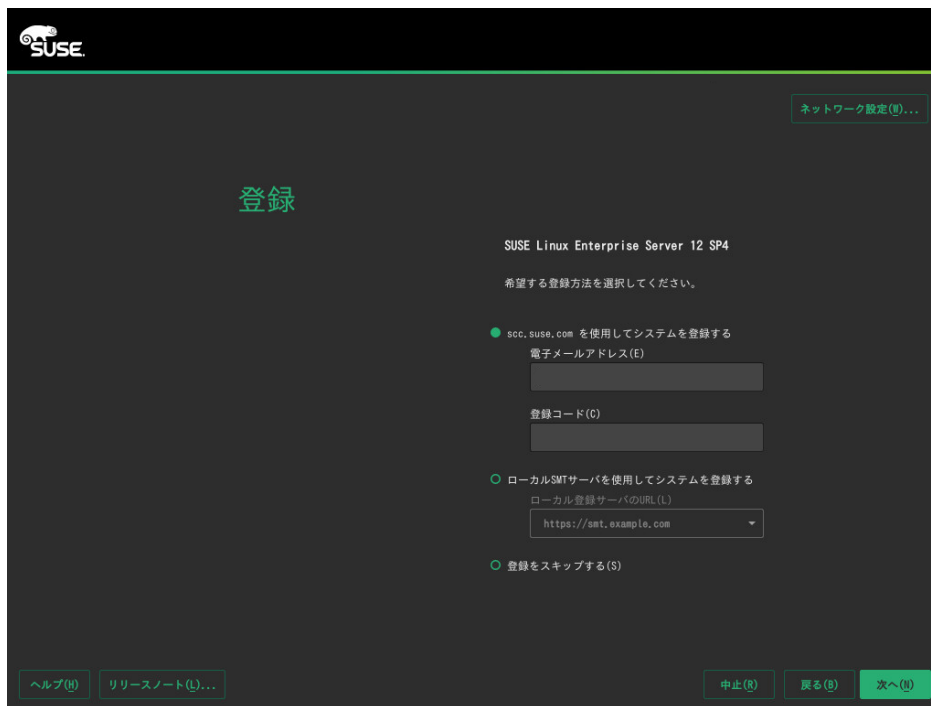 SUSE.
ネットワーク設定(W)...
登録
SUSE Linux Enterprise Server 12 SP4
希望する登録方法を選択してください。
scc.suse.com を使用してシステムを登録する
電子メールアドレス(E)
登録コード(C)
ローカルSMTサーバを使用してシステムを登録する
ローカル登録サーバのURL(L)
https://smt.example.com
登録をスキップする(S)
ヘルプ(H) リリースノート(L)... 中止(R) 戻る(B) 次へ(N)